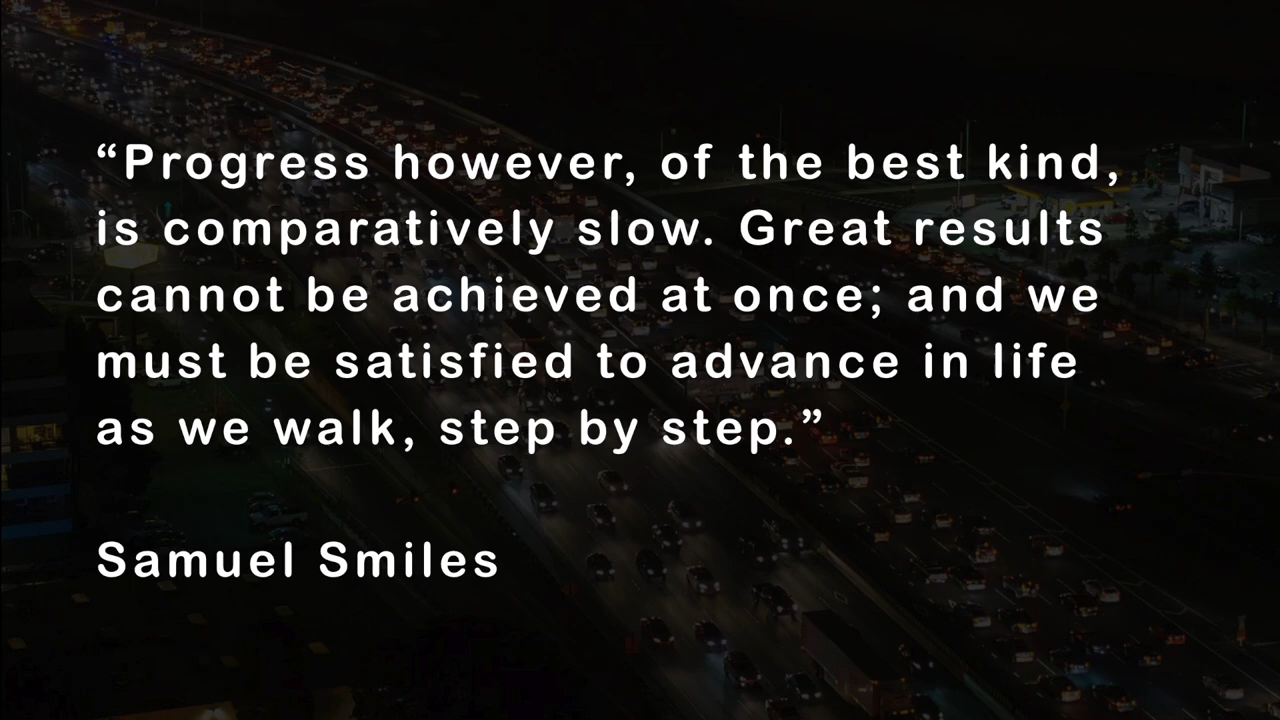 “Progress however, of the best kind,
is comparatively slow. Great results
cannot be achieved at once; and we
must be satisfied to advance in life
as we walk, step by step.”
Samuel Smiles